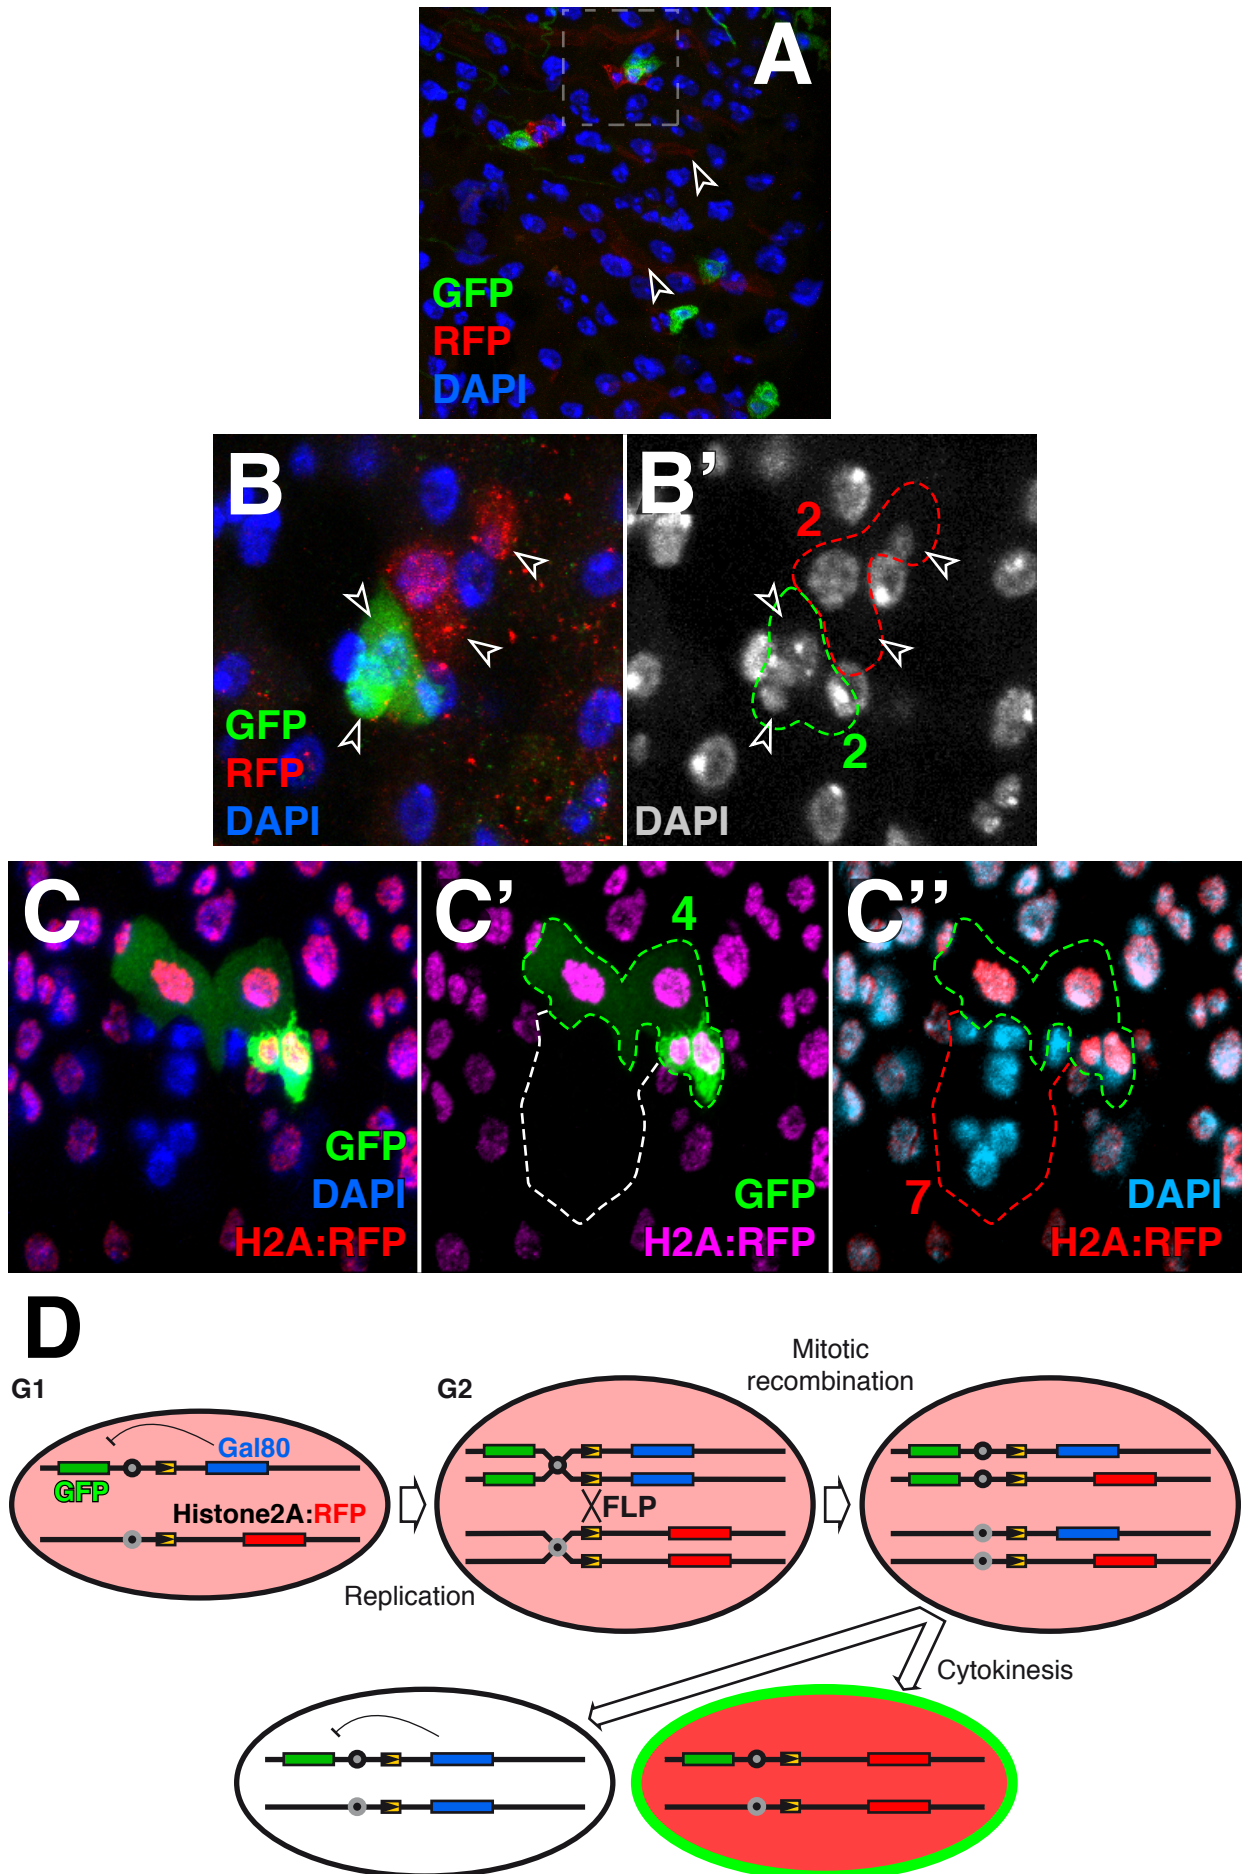 A
GFP
RFP
DAPI
B
GFP
RFP
DAPI
B’
2
2
DAPI
C
GFP
DAPI
H2A:RFP
C’
4
GFP
H2A:RFP
C’’
7
DAPI
H2A:RFP
D
Mitotic
recombination
G1
G2
Gal80
GFP
Histone2A:RFP
FLP
Replication
Cytokinesis